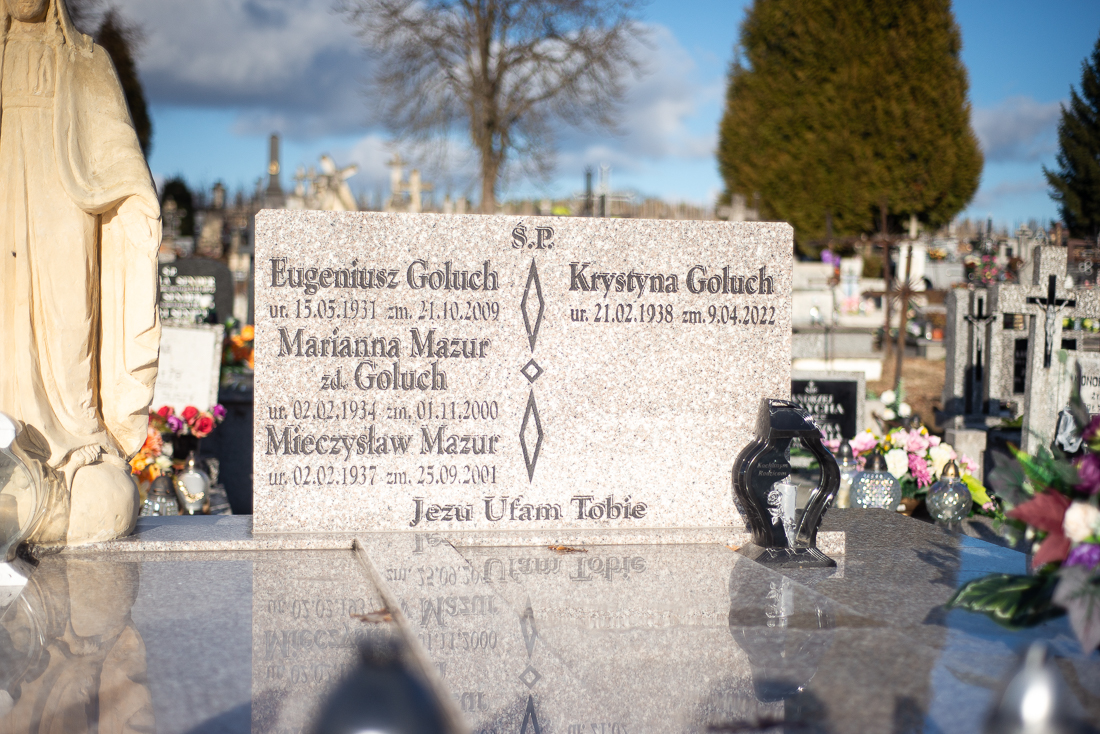 Ś.P.
Eugeniusz Goluch
ur. 15.05.1931 zm. 21.10.2009
Marianna Mazur
zd. Goluch
ur. 02.02.1934 zm. 01.11.2000
Mieczysław Mazur
ur. 02.02.1937 zm. 25.09.2001
Krystyna Goluch
ur. 21.02.1938 zm. 9.04.2022
Jezu Ufam Tobie
Kochanym
Rodzicom